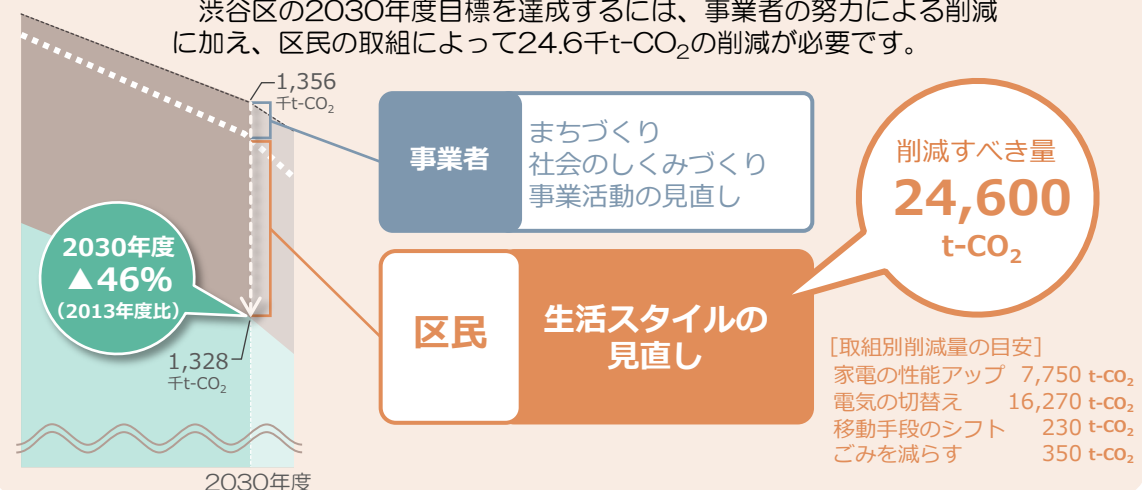 渋谷区の2030年度目標を達成するには、事業者の努力による削減
に加え、区民の取組によって24.6千t-CO₂の削減が必要です。
1,356
千t-CO₂
事業者
まちづくり
社会のしくみづくり
事業活動の見直し
削減すべき量
24,600
t-CO₂
2030年度
▲46%
(2013年度比)
区民
生活スタイルの
見直し
1,328
千t-CO₂
[取組別削減量の目安]
家電の性能アップ 7,750 t-CO₂
電気の切替え 16,270 t-CO₂
移動手段のシフト 230 t-CO₂
ごみを減らす 350 t-CO₂
2030年度